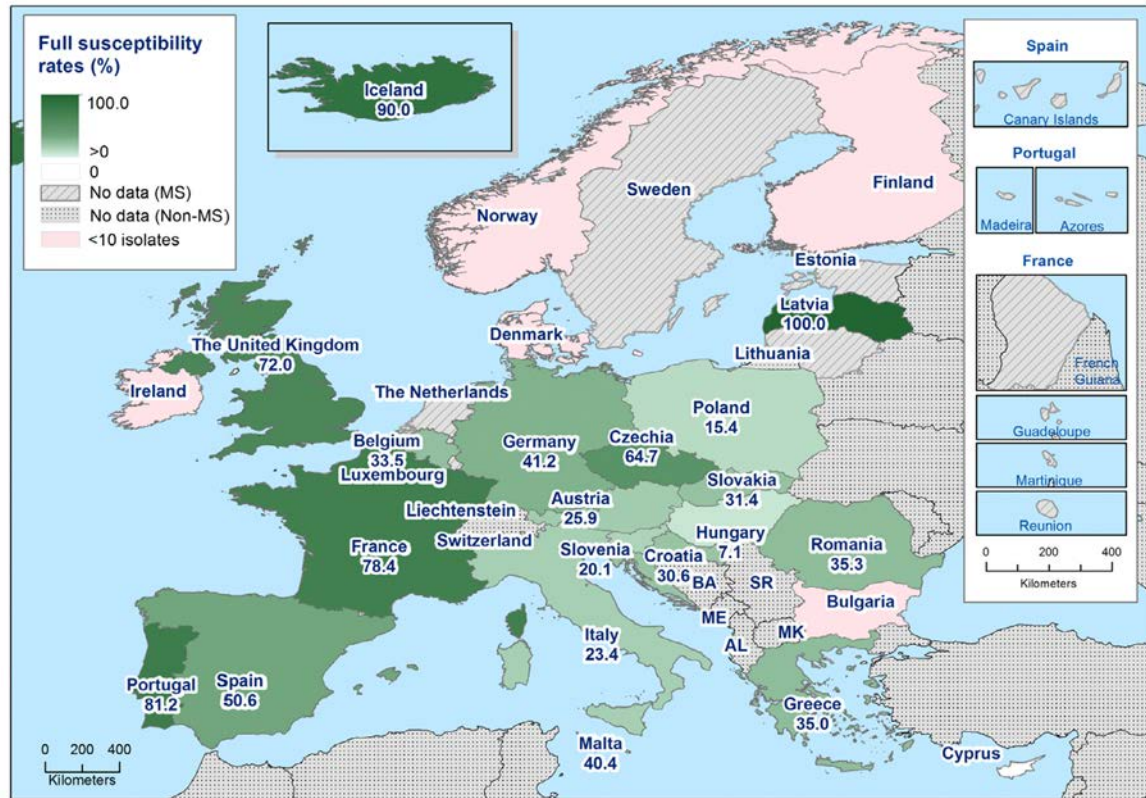 Full susceptibility
rates (%)
100.0
>0
0
No data (MS)
No data (Non-MS)
<10 isolates
Iceland
90.0
Spain
Canary Islands
Portugal
Madeira
Azores
France
French
Guiana
Guadeloupe
Martinique
Reunion
0 200 400
Kilometers
Norway
Sweden
Finland
Estonia
Latvia
100.0
Denmark
Lithuania
The United Kingdom
72.0
Ireland
The Netherlands
Belgium
33.5
Luxembourg
Germany
41.2
Poland
15.4
Czechia
64.7
Slovakia
31.4
Austria
25.9
Liechtenstein
Switzerland
Hungary
7.1
France
78.4
Slovenia
20.1
Croatia
30.6
Romania
35.3
BA
SR
Bulgaria
ME
MK
AL
Italy
23.4
Portugal
81.2
Spain
50.6
Greece
35.0
Malta
40.4
Cyprus
0 200 400
Kilometers